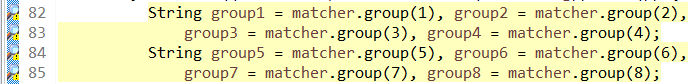 82 String group1 = matcher.group(1), group2 = matcher.group(2),
83 group3 = matcher.group(3), group4 = matcher.group(4);
84 String group5 = matcher.group(5), group6 = matcher.group(6),
85 group7 = matcher.group(7), group8 = matcher.group(8);